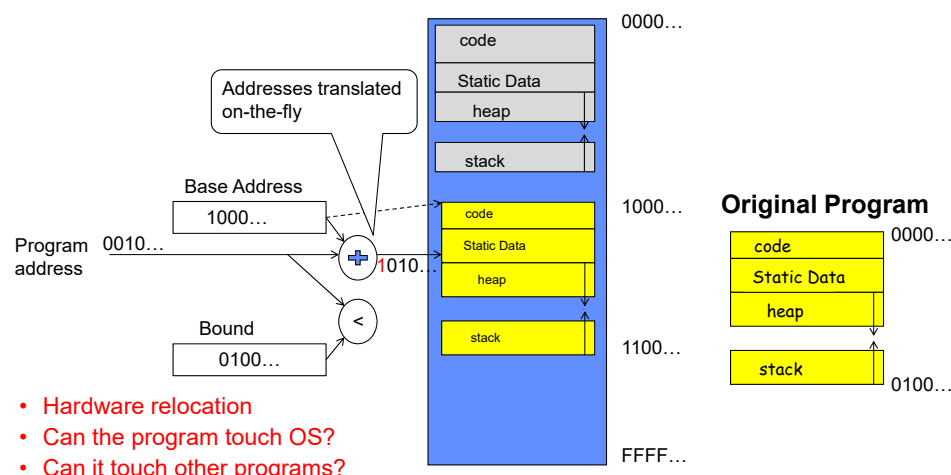 0000…
code
Static Data
heap
stack
Addresses translated
on-the-fly
Base Address
1000…
Program
address
0010…
+
1010…
<
Bound
0100…
1000…
code
Static Data
heap
stack
1100…
FFFF…
Original Program
0000…
code
Static Data
heap
stack
0100…
• Hardware relocation
• Can the program touch OS?
• Can it touch other programs?